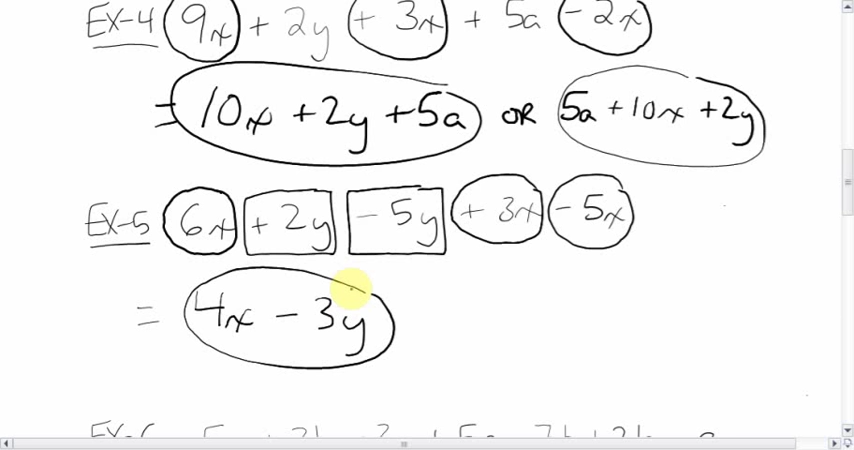 EX-4 9x + 2y + 3x + 5a - 2x
= 10x + 2y + 5a OR 5a + 10x + 2y
EX-5 6x + 2y - 5y + 3x - 5x
= 4x - 3y